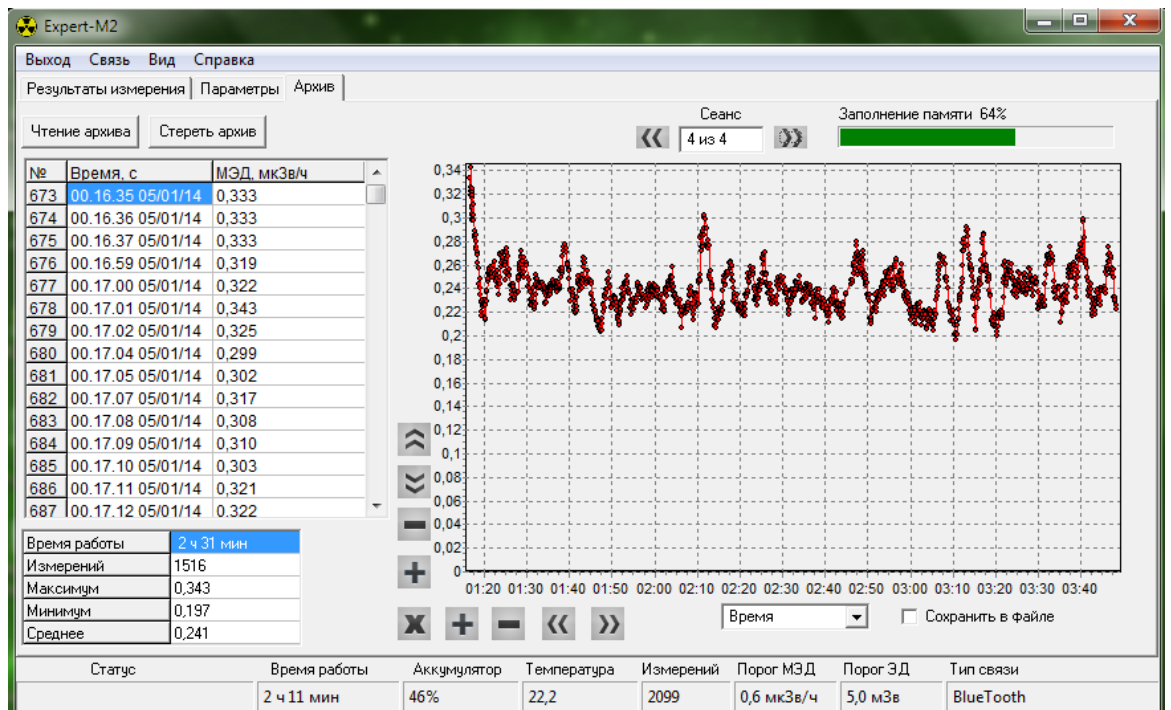 Expert-M2
Выход Связь Вид Справка
Результаты измерения Параметры Архив
Чтение архива Стереть архив
Сеанс
4 из 4
Заполнение памяти 64%
№ Время, с МЭД, мкЗв/ч
673 00.16.35 05/01/14 0,333
674 00.16.36 05/01/14 0,333
675 00.16.37 05/01/14 0,333
676 00.16.59 05/01/14 0,319
677 00.17.00 05/01/14 0,322
678 00.17.01 05/01/14 0,343
679 00.17.02 05/01/14 0,325
680 00.17.04 05/01/14 0,299
681 00.17.05 05/01/14 0,302
682 00.17.07 05/01/14 0,317
683 00.17.08 05/01/14 0,308
684 00.17.09 05/01/14 0,310
685 00.17.10 05/01/14 0,303
686 00.17.11 05/01/14 0,321
687 00.17.12 05/01/14 0.322
Время работы 2 ч 31 мин
Измерений 1516
Максимум 0,343
Минимум 0,197
Среднее 0,241
0,34
0,32
0,3
0,28
0,26
0,24
0,22
0,2
0,18
0,16
0,14
0,12
0,1
0,08
0,06
0,04
0,02
0
01:20 01:30 01:40 01:50 02:00 02:10 02:20 02:30 02:40 02:50 03:00 03:10 03:20 03:30 03:40
Время
Сохранить в файле
Статус Время работы Аккумулятор Температура Измерений Порог МЭД Порог ЭД Тип связи
2 ч 11 мин 46% 22,2 2099 0,6 мкЗв/ч 5,0 мЗв BlueTooth